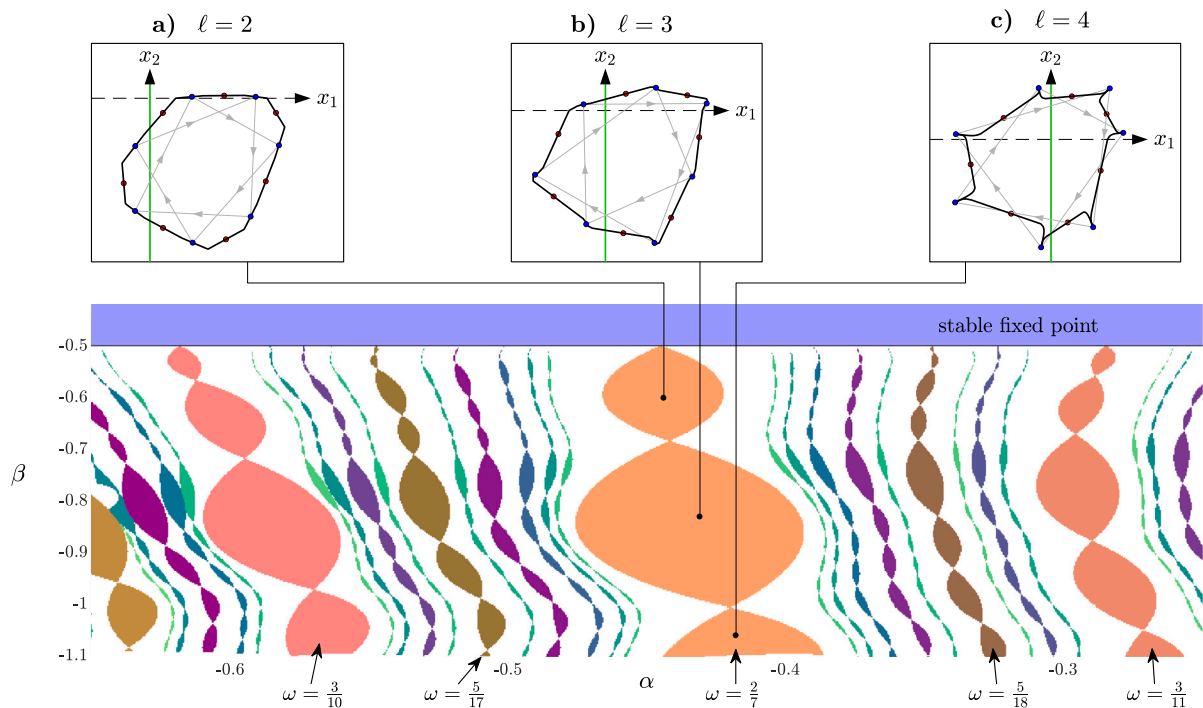 a) ℓ = 2
b) ℓ = 3
c) ℓ = 4
x₂
x₁
x₂
x₁
x₂
x₁
stable fixed point
-0.5
-0.6
-0.7
-0.8
-0.9
-1
-1.1
β
-0.6
-0.5
-0.4
-0.3
α
ω = 3/10
ω = 5/17
ω = 2/7
ω = 5/18
ω = 3/11